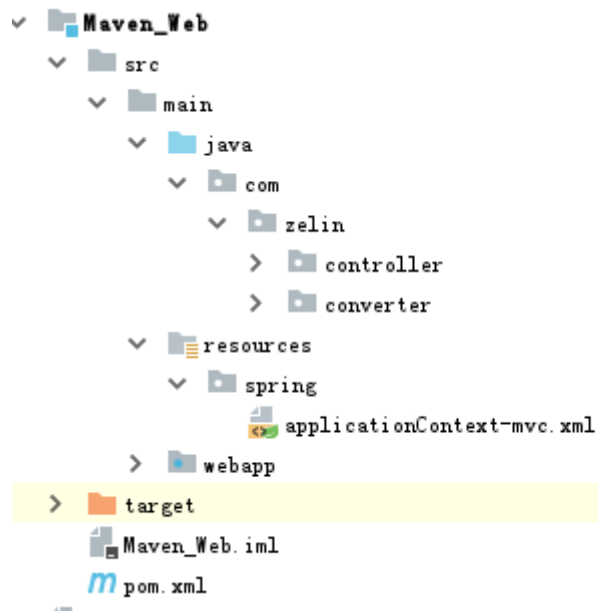 Maven_Web
src
main
java
com
zelin
controller
converter
resources
spring
applicationContext-mvc.xml
webapp
target
Maven_Web.iml
pom.xml